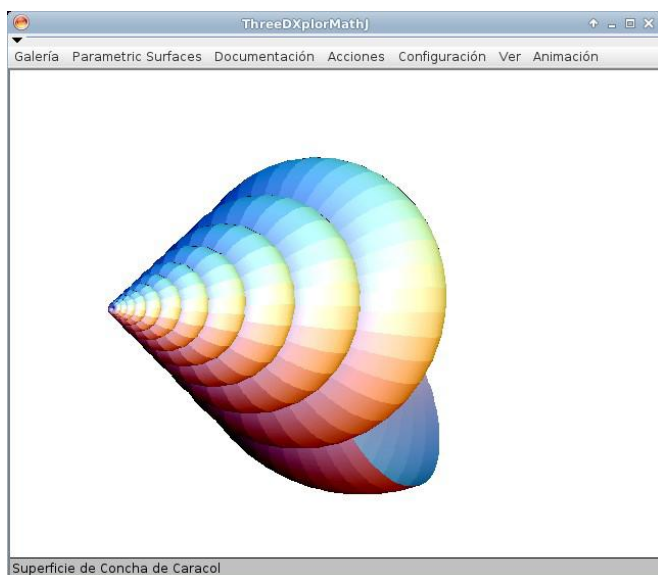 ThreeDXplorMathJ
Galería Parametric Surfaces Documentación Acciones Configuración Ver Animación
Superficie de Concha de Caracol